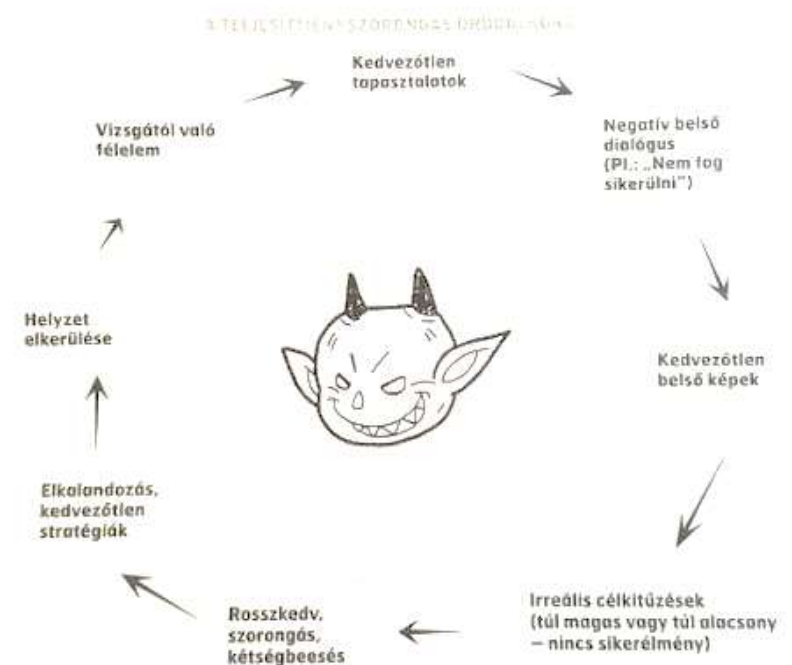 Kedvezőtlen
tapasztalatok
Negatív belső
dialógus
(Pl.: „Nem fog
sikerülni”)
Kedvezőtlen
belső képek
Irreális célkitűzések
(túl magas vagy túl alacsony
– nincs sikerélmény)
Rosszkedv,
szorongás,
kétségbeesés
Elkalandozás,
kedvezőtlen
stratégiák
Helyzet
elkerülése
Vizsgától való
félelem